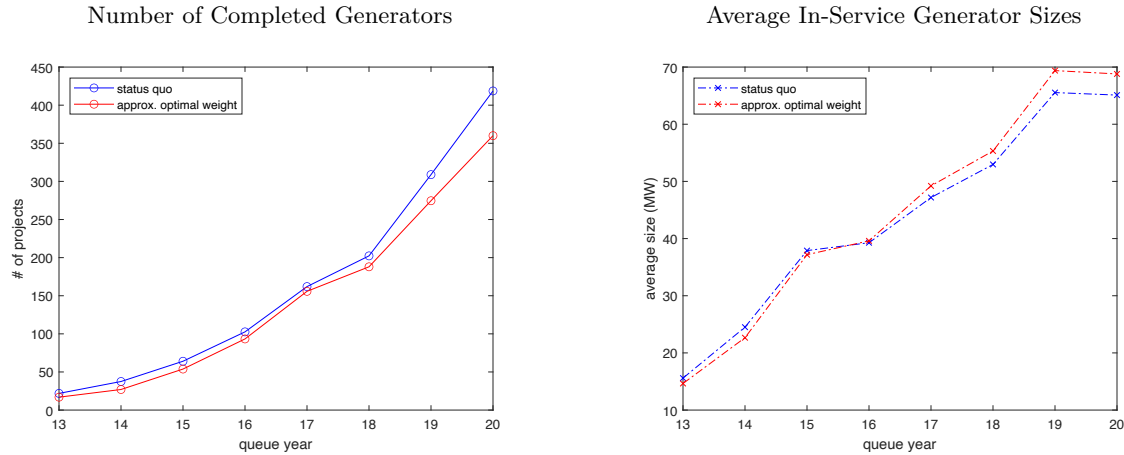 Number of Completed Generators
450
400
350
300
250
200
150
100
50
0
# of projects
status quo
approx. optimal weight
13 14 15 16 17 18 19 20
queue year
Average In-Service Generator Sizes
70
60
50
40
30
20
10
average size (MW)
status quo
approx. optimal weight
13 14 15 16 17 18 19 20
queue year